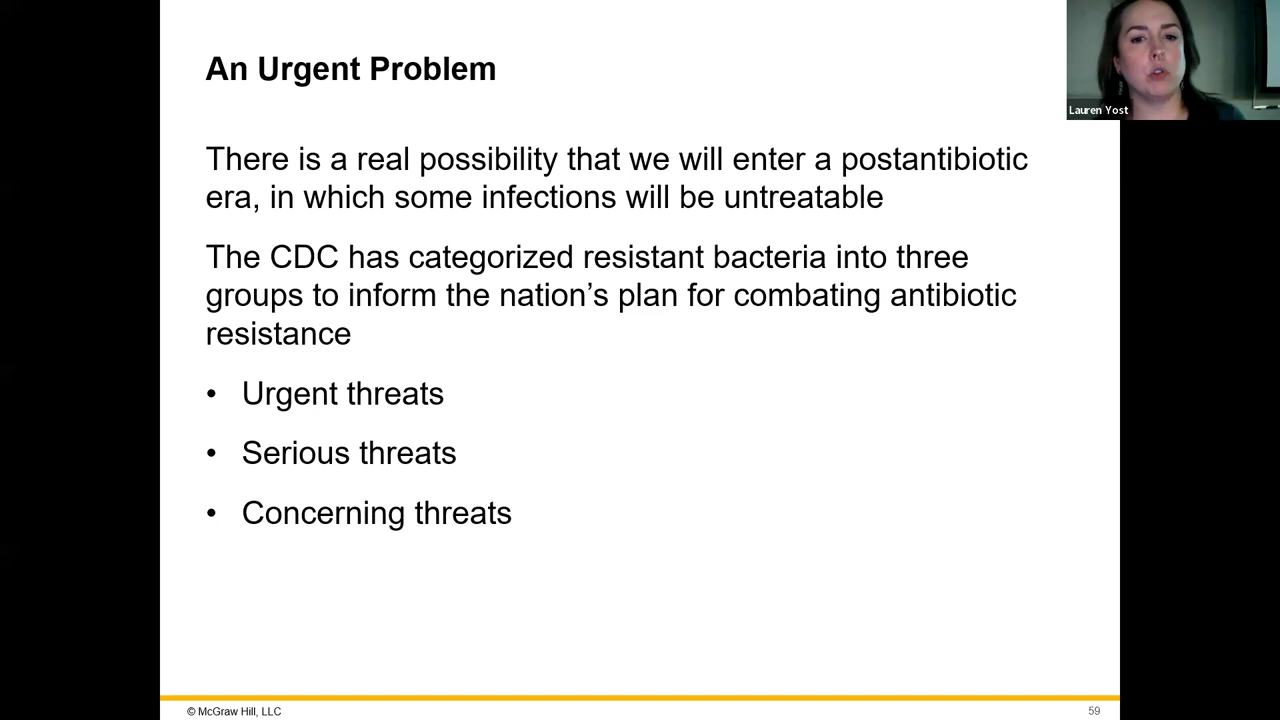 An Urgent Problem
Lauren Yost
There is a real possibility that we will enter a postantibiotic
era, in which some infections will be untreatable
The CDC has categorized resistant bacteria into three
groups to inform the nation’s plan for combating antibiotic
resistance
• Urgent threats
• Serious threats
• Concerning threats
© McGraw Hill, LLC
59